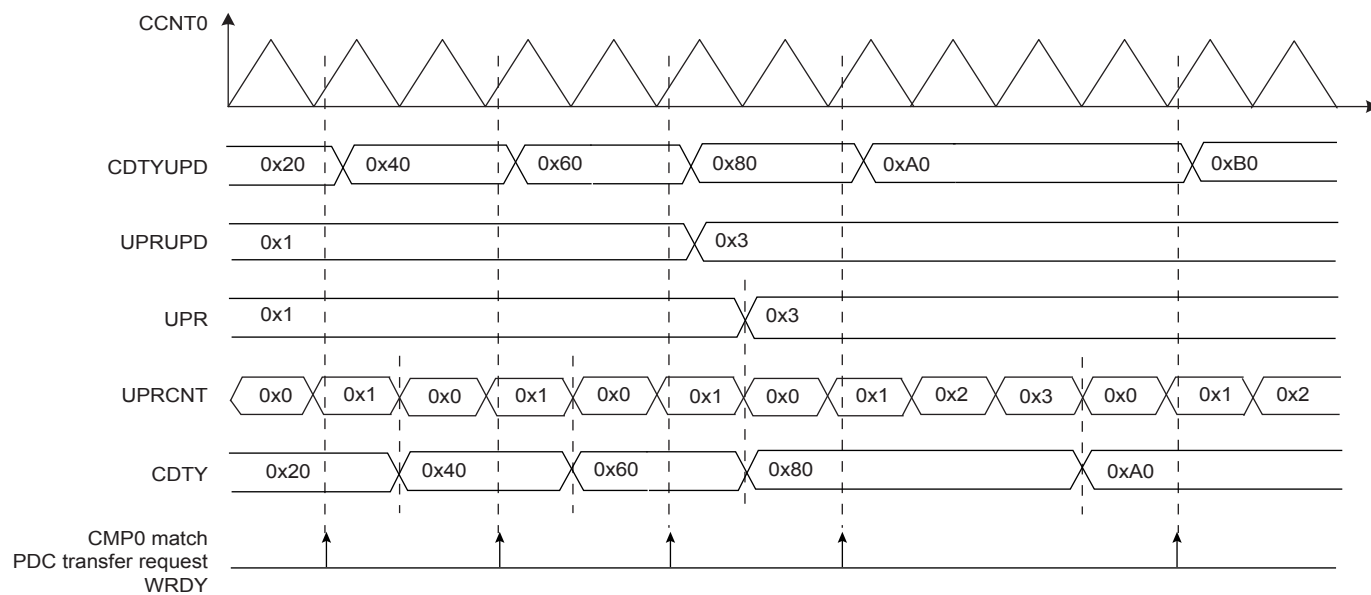 CCNT0
CDTYUPD 0x20 0x40 0x60 0x80 0xA0 0xB0
UPRUPD 0x1 0x3
UPR 0x1 0x3
UPRCNT 0x0 0x1 0x0 0x1 0x0 0x1 0x0 0x1 0x2 0x3 0x0 0x1 0x2
CDTY 0x20 0x40 0x60 0x80 0xA0
CMP0 match
PDC transfer request
WRDY